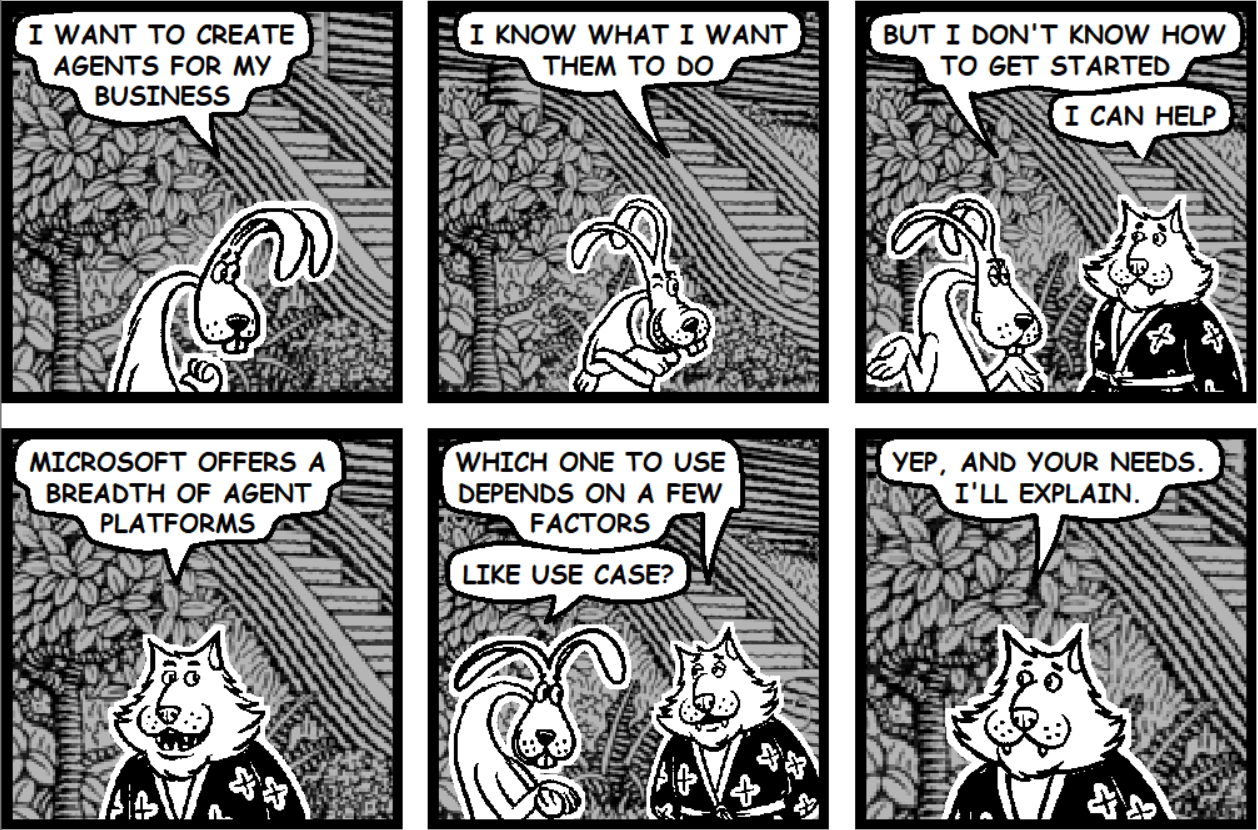 I WANT TO CREATE
AGENTS FOR MY
BUSINESS
I KNOW WHAT I WANT
THEM TO DO
BUT I DON'T KNOW HOW
TO GET STARTED
I CAN HELP
MICROSOFT OFFERS A
BREADTH OF AGENT
PLATFORMS
WHICH ONE TO USE
DEPENDS ON A FEW
FACTORS
LIKE USE CASE?
YEP, AND YOUR NEEDS.
I'LL EXPLAIN.